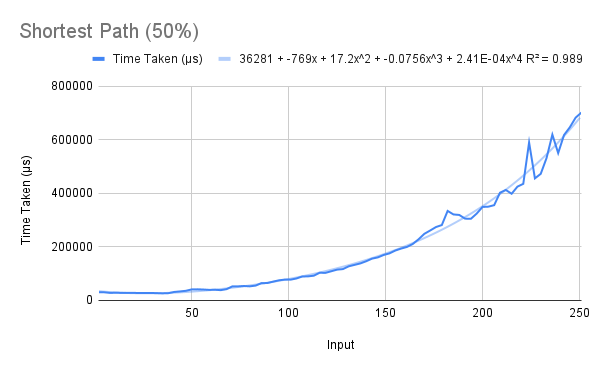 Shortest Path (50%)
Time Taken (μs) 36281 + -769x + 17.2x^2 + -0.0756x^3 + 2.41E-04x^4 R² = 0.989
800000
600000
400000
200000
0
Time Taken (μs)
50 100 150 200 250
Input